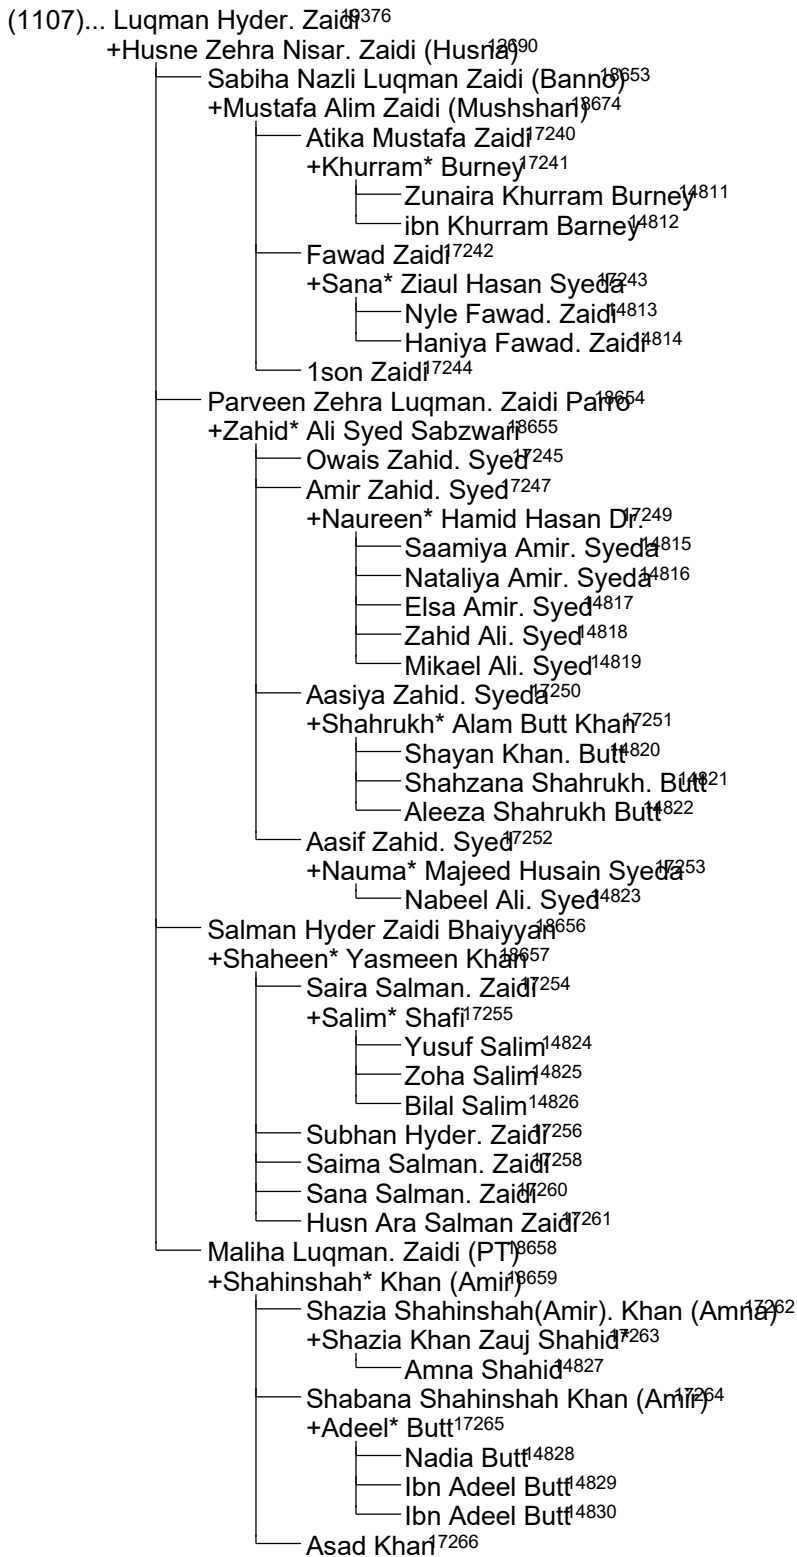 (1107)... Luqman Hyder. Zaidi19376
+Husne Zehra Nisar. Zaidi (Husna)12690
Sabiha Nazli Luqman Zaidi (Banno)18653
+Mustafa Alim Zaidi (Mushshan)18674
Atika Mustafa Zaidi17240
+Khurram* Burney17241
Zunaira Khurram Burney14811
ibn Khurram Barney14812
Fawad Zaidi17242
+Sana* Ziaul Hasan Syeda17243
Nyle Fawad. Zaidi14813
Haniya Fawad. Zaidi14814
1son Zaidi17244
Parveen Zehra Luqman. Zaidi Parro18654
+Zahid* Ali Syed Sabzwari18655
Owais Zahid. Syed17245
Amir Zahid. Syed17247
+Naureen* Hamid Hasan Dr.17249
Saamiya Amir. Syeda14815
Nataliya Amir. Syeda14816
Elsa Amir. Syed14817
Zahid Ali. Syed14818
Mikael Ali. Syed14819
Aasiya Zahid. Syeda17250
+Shahrukh* Alam Butt Khan17251
Shayan Khan. Butt14820
Shahzana Shahrukh. Butt14821
Aleeza Shahrukh Butt14822
Aasif Zahid. Syed17252
+Nauma* Majeed Husain Syeda17253
Nabeel Ali. Syed14823
Salman Hyder Zaidi Bhaiyyan18656
+Shaheen* Yasmeen Khan18657
Saira Salman. Zaidi17254
+Salim* Shafi17255
Yusuf Salim14824
Zoha Salim14825
Bilal Salim14826
Subhan Hyder. Zaidi17256
Saima Salman. Zaidi17258
Sana Salman. Zaidi17260
Husn Ara Salman Zaidi17261
Maliha Luqman. Zaidi (PT)18658
+Shahinshah* Khan (Amir)18659
Shazia Shahinshah(Amir). Khan (Amna)17262
+Shazia Khan Zauj Shahid*17263
Amna Shahid14827
Shabana Shahinshah Khan (Amir)17264
+Adeel* Butt17265
Nadia Butt14828
Ibn Adeel Butt14829
Ibn Adeel Butt14830
Asad Khan17266